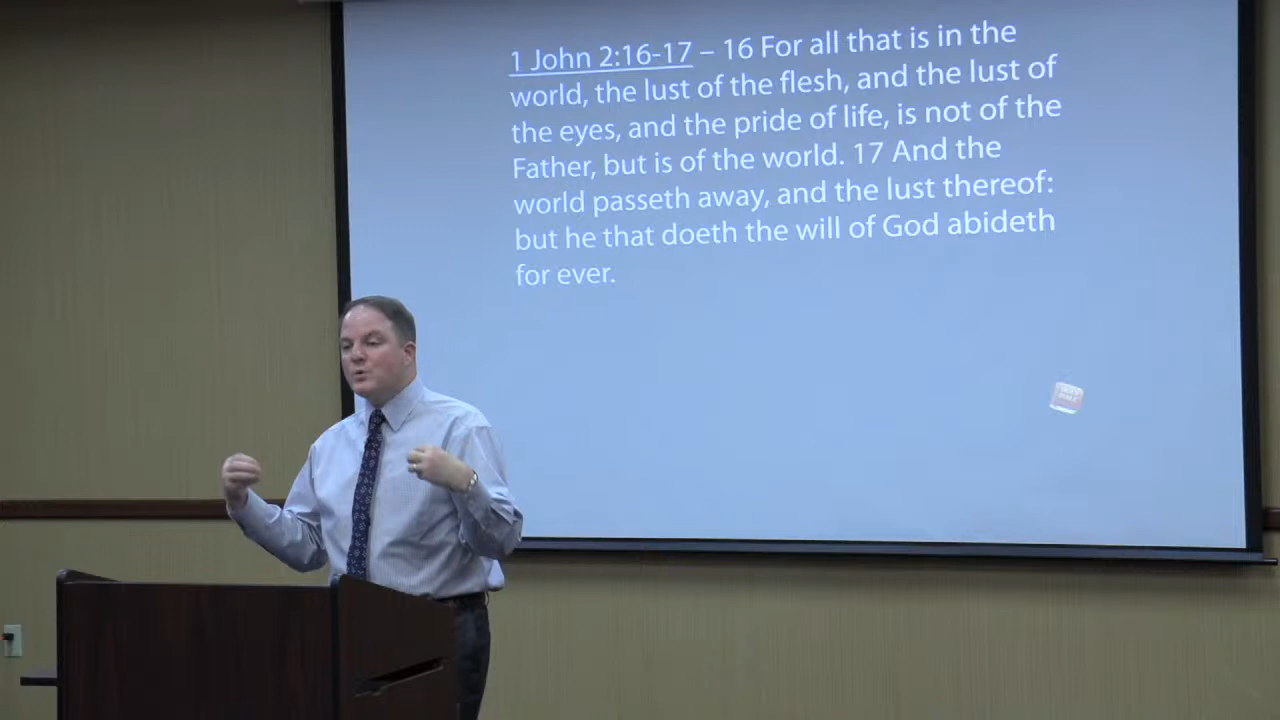 1 John 2:16-17 – 16 For all that is in the
world, the lust of the flesh, and the lust of
the eyes, and the pride of life, is not of the
Father, but is of the world. 17 And the
world passeth away, and the lust thereof:
but he that doeth the will of God abideth
for ever.